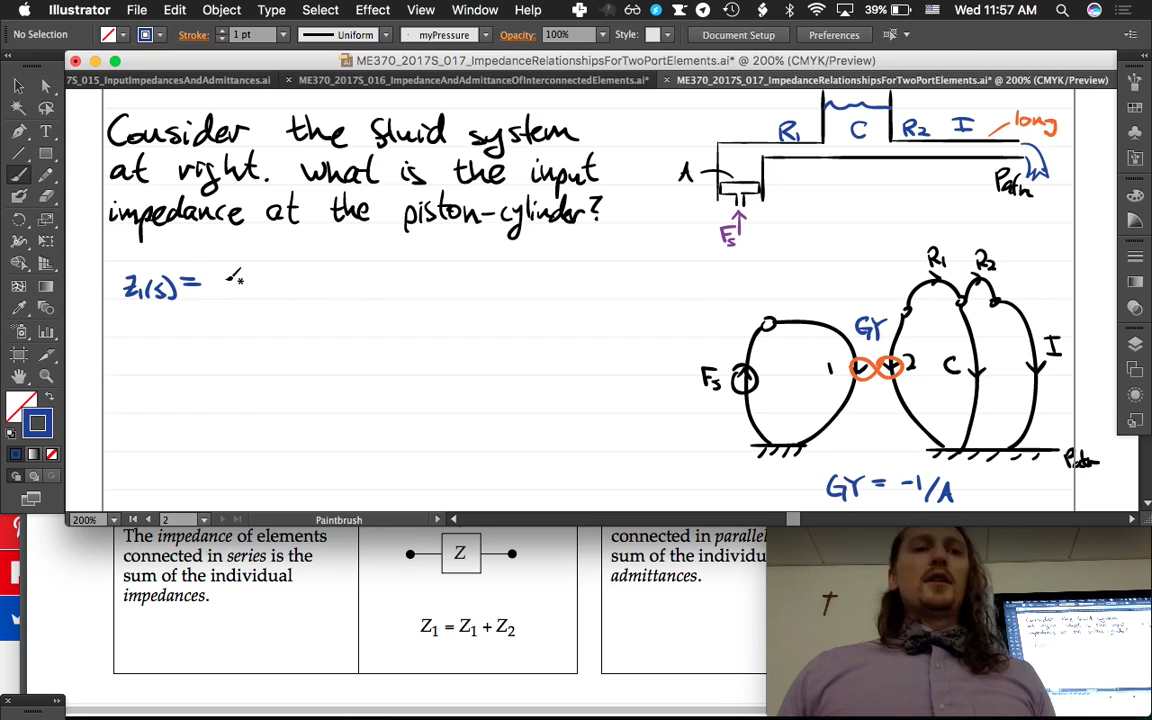 Illustrator File Edit Object Type Select Effect View Window Help 39% Wed 11:57 AM
No Selection Stroke: 1 pt Uniform myPressure Opacity: 100% Style: Document Setup Preferences
ME370_2017S_017_ImpedanceRelationshipsForTwoPortElements.ai* @ 200% (CMYK/Preview)
7S_015_InputImpedancesAndAdmittances.ai ME370_2017S_016_ImpedanceAndAdmittanceOfInterconnectedElements.ai* ME370_2017S_017_ImpedanceRelationshipsForTwoPortElements.ai* @ 200% (CMYK/Preview)
Consider the fluid system
at right. What is the input
impedance at the piston-cylinder?
Z₁(s) =
R₁ C R₂ I long
A
Patm
Fs
R₁ R₂
GY
1 2 C I
Fs
GY = -1/A
200% 2 Paintbrush
The impedance of elements
connected in series is the
sum of the individual
impedances.
Z
Z₁ = Z₁ + Z₂
connected in parallel
sum of the individu
admittances.